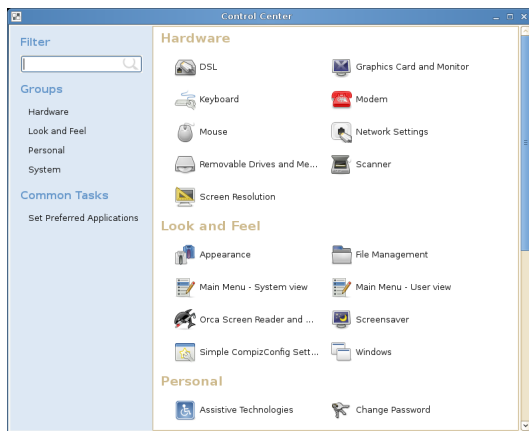 Control Center
Filter
Groups
Hardware
Look and Feel
Personal
System
Common Tasks
Set Preferred Applications
Hardware
DSL
Graphics Card and Monitor
Keyboard
Modem
Mouse
Network Settings
Removable Drives and Me...
Scanner
Screen Resolution
Look and Feel
Appearance
File Management
Main Menu - System view
Main Menu - User view
Orca Screen Reader and ...
Screensaver
Simple CompizConfig Sett...
Windows
Personal
Assistive Technologies
Change Password